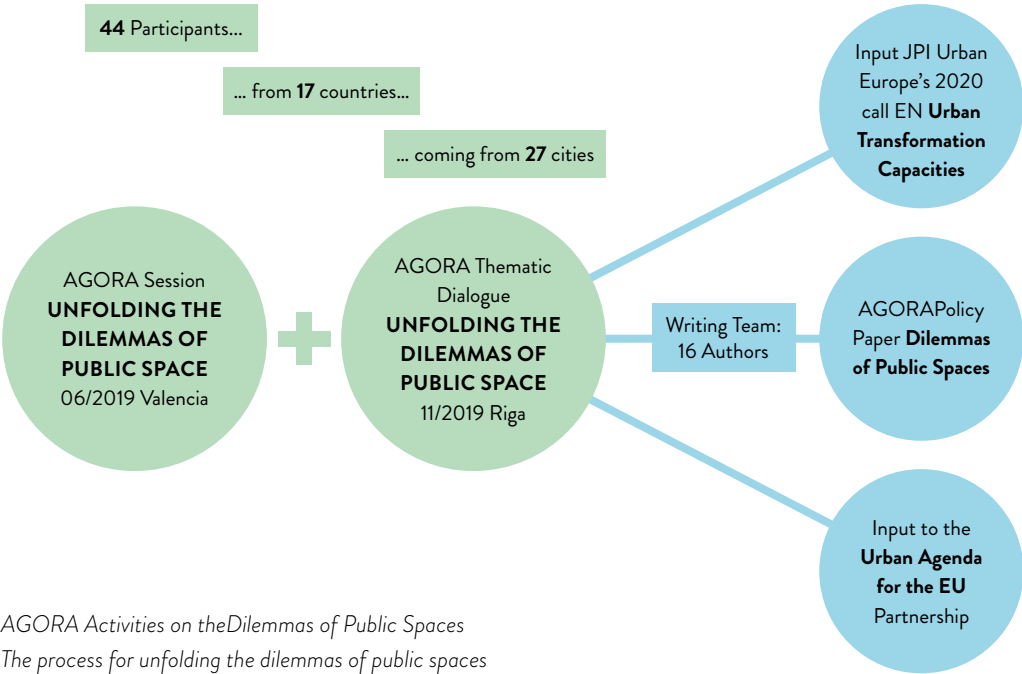 44 Participants...
... from 17 countries...
... coming from 27 cities
AGORA Session
UNFOLDING THE
DILEMMAS OF
PUBLIC SPACE
06/2019 Valencia
AGORA Thematic
Dialogue
UNFOLDING THE
DILEMMAS OF
PUBLIC SPACE
11/2019 Riga
Writing Team:
16 Authors
Input JPI Urban
Europe's 2020
call EN Urban
Transformation
Capacities
AGORAPolicy
Paper Dilemmas
of Public Spaces
Input to the
Urban Agenda
for the EU
Partnership
AGORA Activities on theDilemmas of Public Spaces
The process for unfolding the dilemmas of public spaces